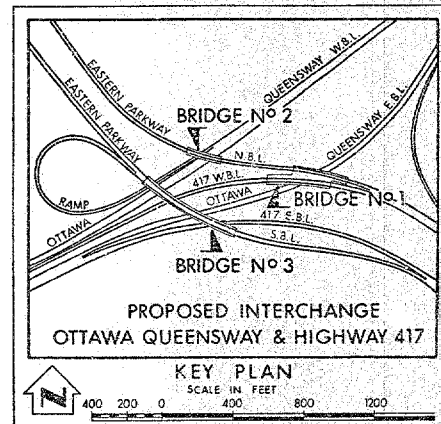 QUEENSWAY W.B.L.
EASTERN PARKWAY
EASTERN PARKWAY
BRIDGE Nº 2
QUEENSWAY E.B.L.
N.B.L.
417 W.B.L.
OTTAWA
BRIDGE Nº 1
RAMP
OTTAWA
417 E.B.L.
S.B.L.
BRIDGE Nº 3
PROPOSED INTERCHANGE
OTTAWA QUEENSWAY & HIGHWAY 417
KEY PLAN
SCALE IN FEET
N
400 200 0 400 800 1200